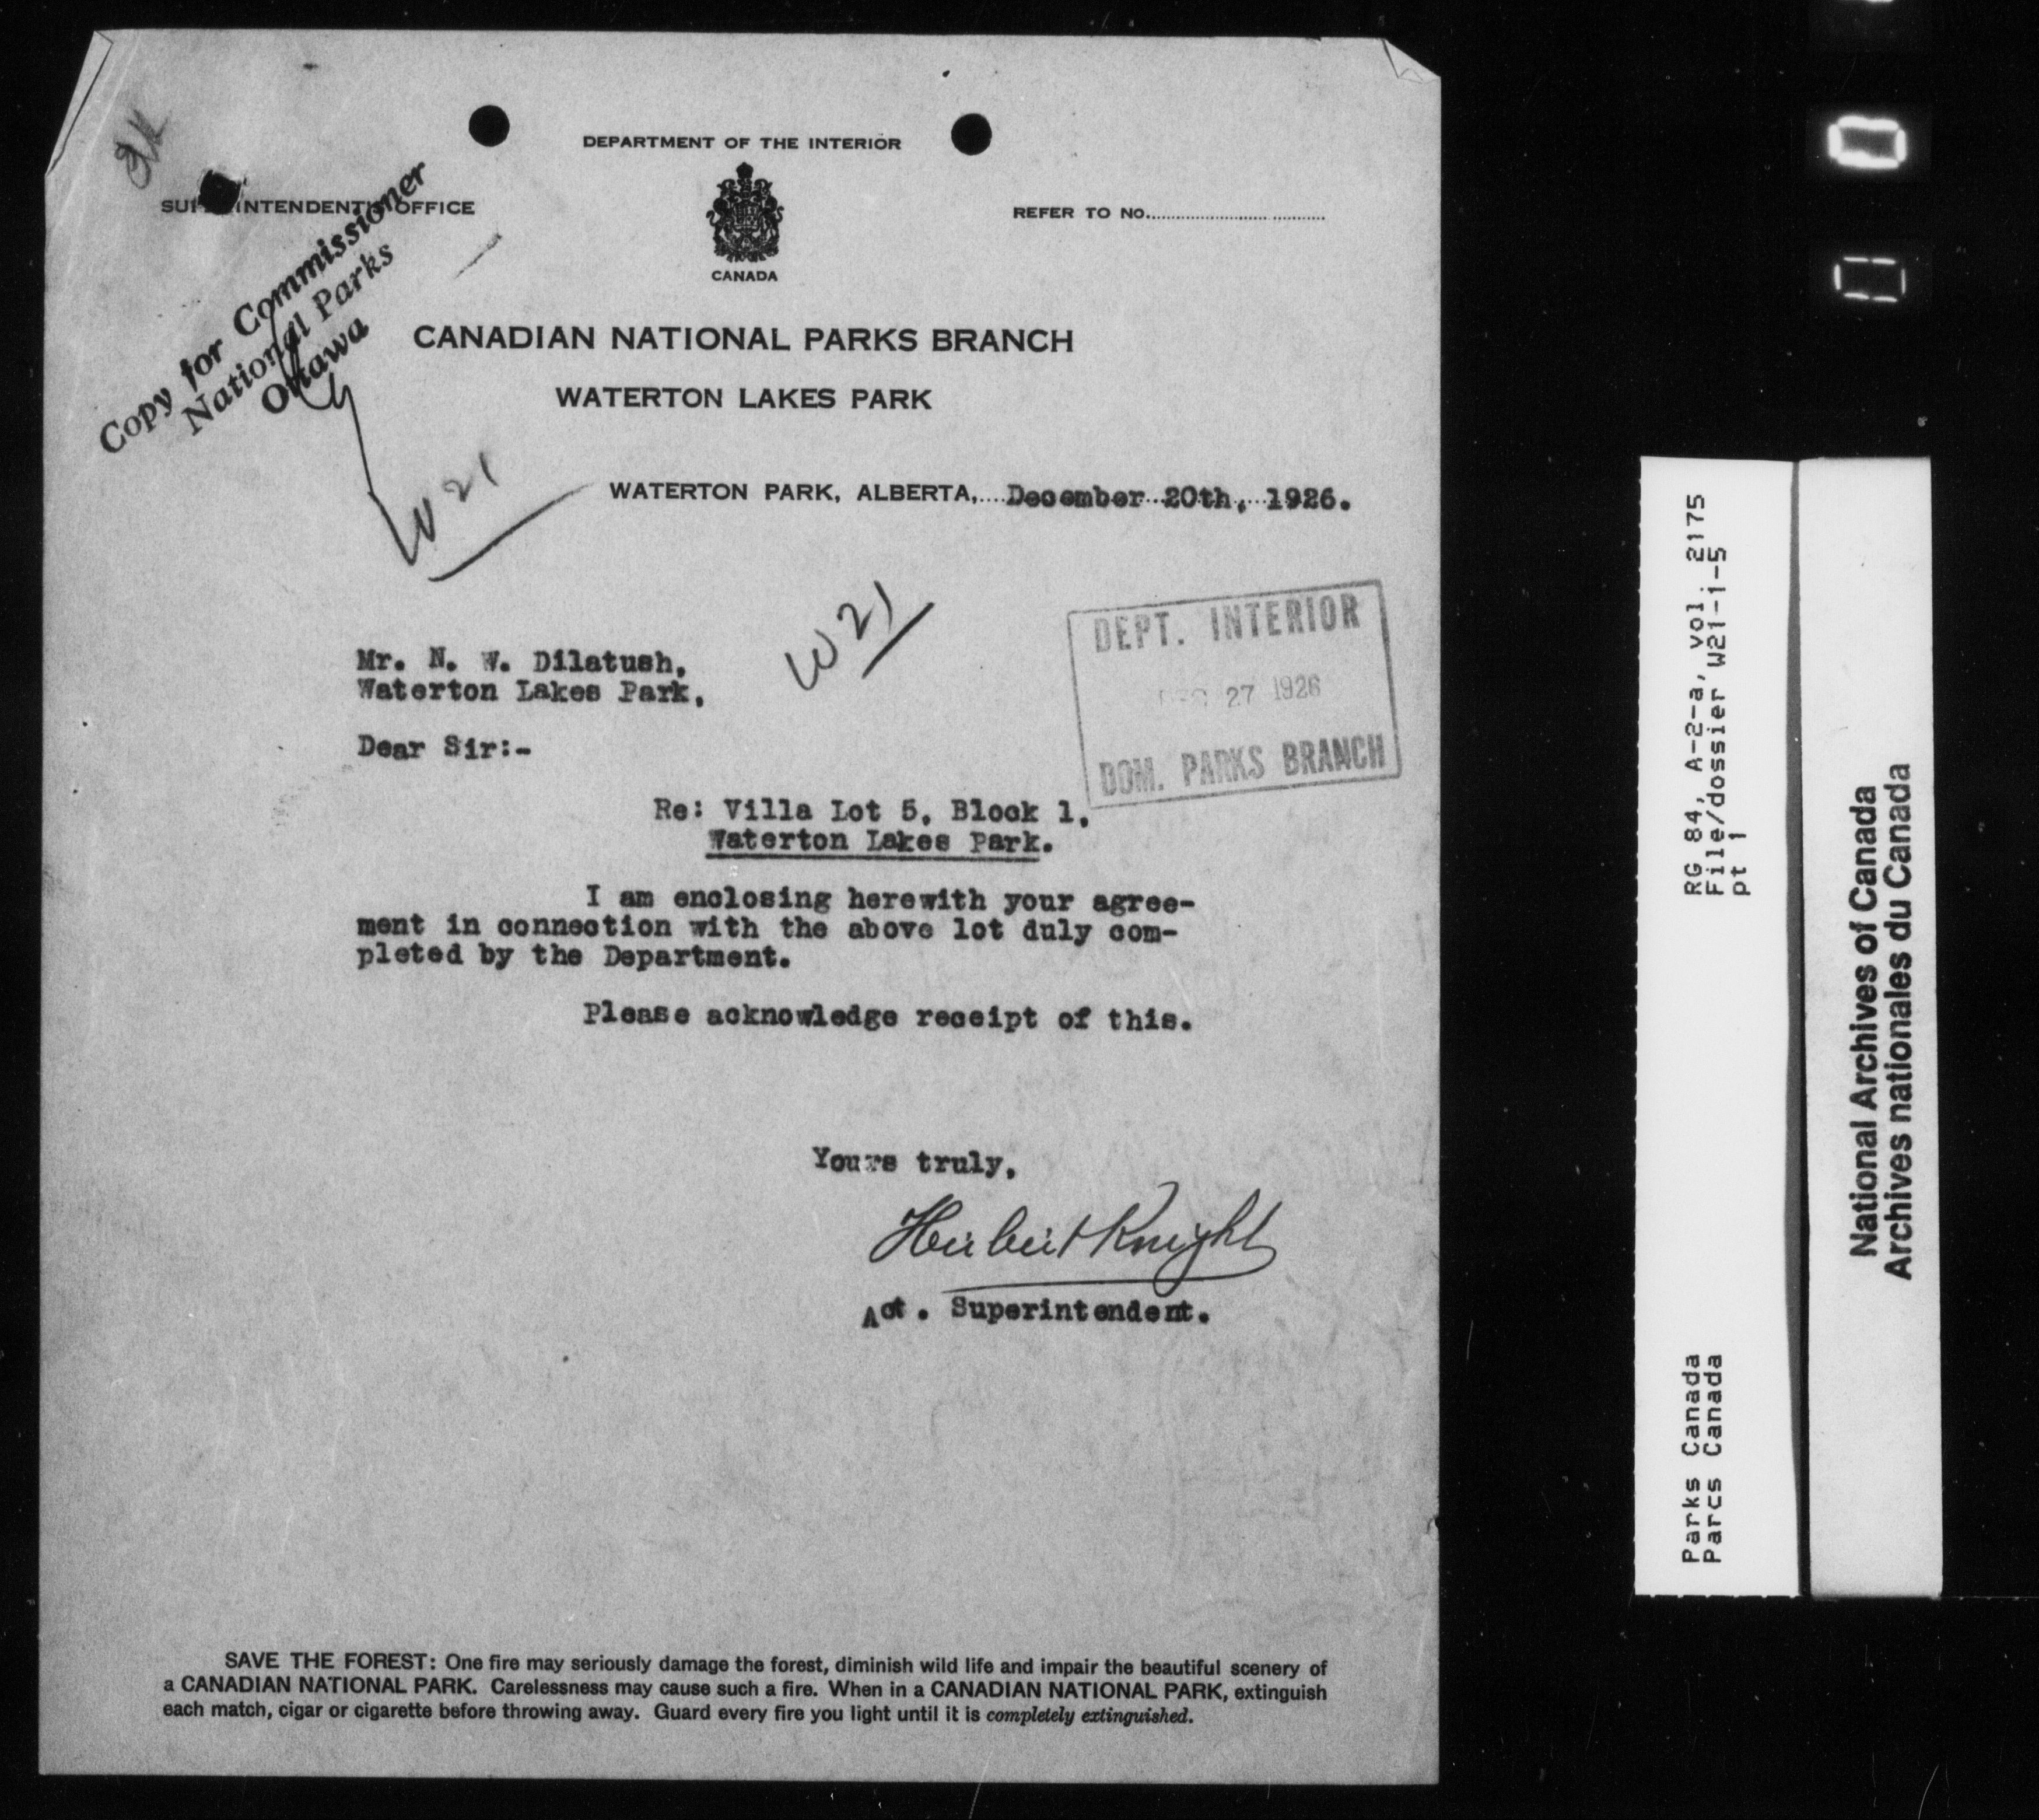 DEPARTMENT OF THE INTERIOR
SUPERINTENDENT'S OFFICE
REFER TO NO.
CANADA
Copy for Commissioner
National Parks
Ottawa
CANADIAN NATIONAL PARKS BRANCH
WATERTON LAKES PARK
W 21
WATERTON PARK, ALBERTA, December 20th, 1926.
W 21
DEPT. INTERIOR
DEC 27 1926
DOM. PARKS BRANCH
Mr. N. W. Dilatush,
Waterton Lakes Park,
Dear Sir:-
Re: Villa Lot 5, Block 1,
Waterton Lakes Park.
I am enclosing herewith your agree-
ment in connection with the above lot duly com-
pleted by the Department.
Please acknowledge receipt of this.
Yours truly,
Herbert Knight
Act. Superintendent.
SAVE THE FOREST: One fire may seriously damage the forest, diminish wild life and impair the beautiful scenery of
a CANADIAN NATIONAL PARK. Carelessness may cause such a fire. When in a CANADIAN NATIONAL PARK, extinguish
each match, cigar or cigarette before throwing away. Guard every fire you light until it is completely extinguished.
RG 84, A-2-a, vol. 2175
File/dossier W21-1-5
pt 1
Parks Canada
Parcs Canada
National Archives of Canada
Archives nationales du Canada